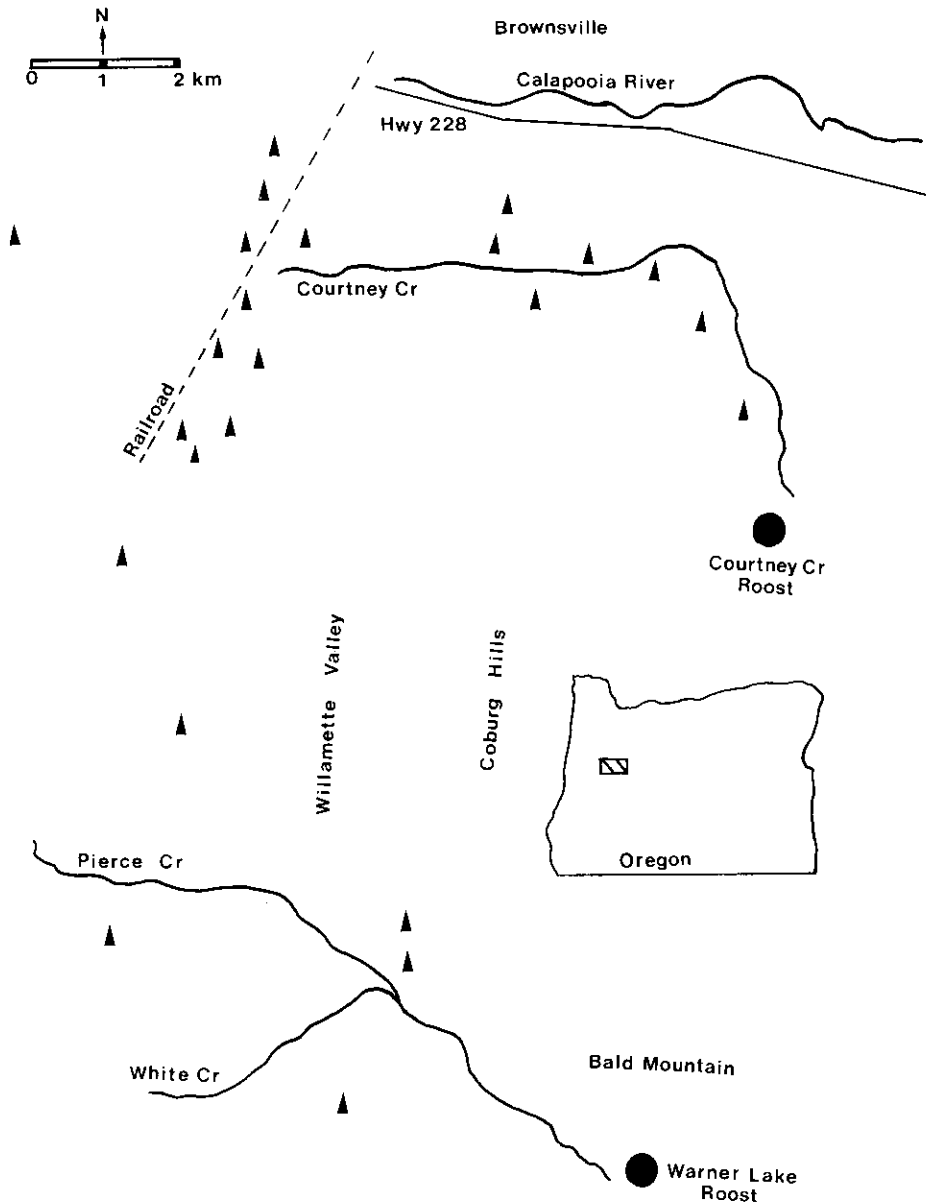 N
0 1 2 km
Brownsville
Calapooia River
Hwy 228
Courtney Cr
Railroad
Courtney Cr
Roost
Willamette Valley
Coburg Hills
Oregon
Pierce Cr
White Cr
Bald Mountain
Warner Lake
Roost